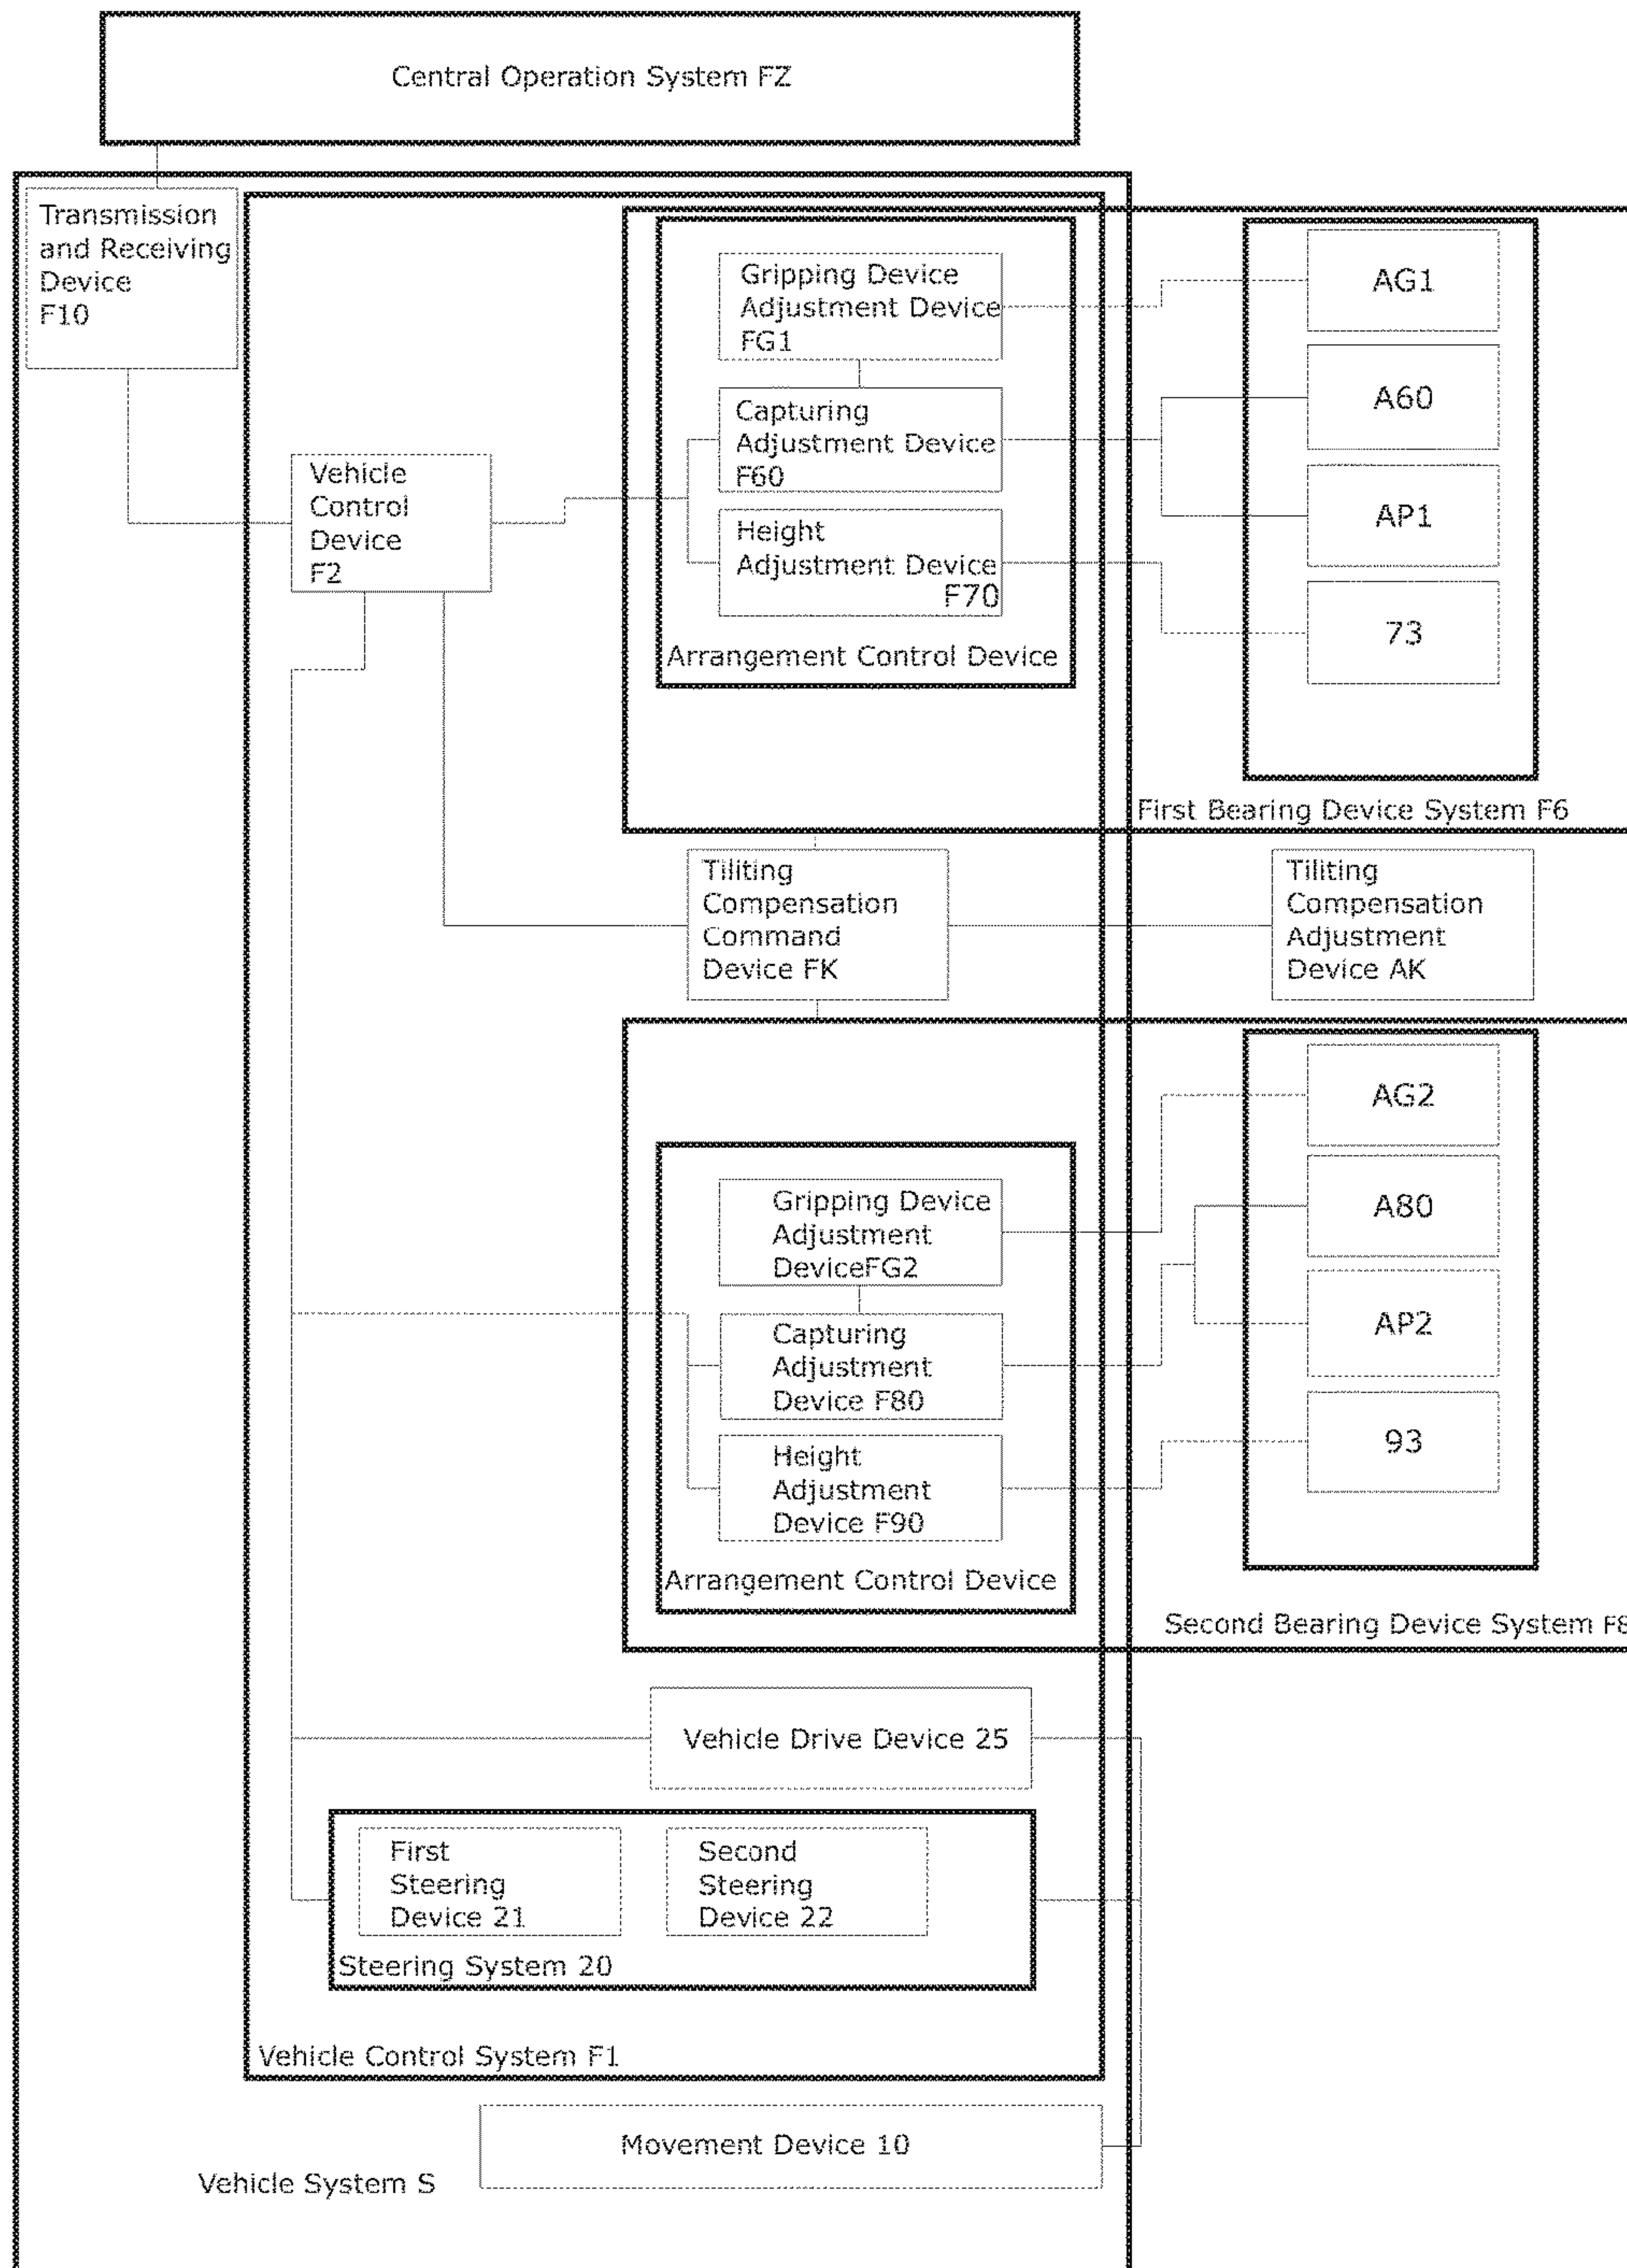 Central Operation System FZ
Transmission
and Receiving
Device
F10
Gripping Device
Adjustment Device
FG1
AG1
Capturing
Adjustment Device
F60
A60
Vehicle
Control
Device
F2
Height
Adjustment Device
F70
AP1
73
Arrangement Control Device
First Bearing Device System F6
Tiliting
Compensation
Command
Device FK
Tiliting
Compensation
Adjustment
Device AK
AG2
Gripping Device
Adjustment
DeviceFG2
A80
Capturing
Adjustment
Device F80
AP2
Height
Adjustment
Device F90
93
Arrangement Control Device
Second Bearing Device System F8
Vehicle Drive Device 25
First
Steering
Device 21
Second
Steering
Device 22
Steering System 20
Vehicle Control System F1
Movement Device 10
Vehicle System S